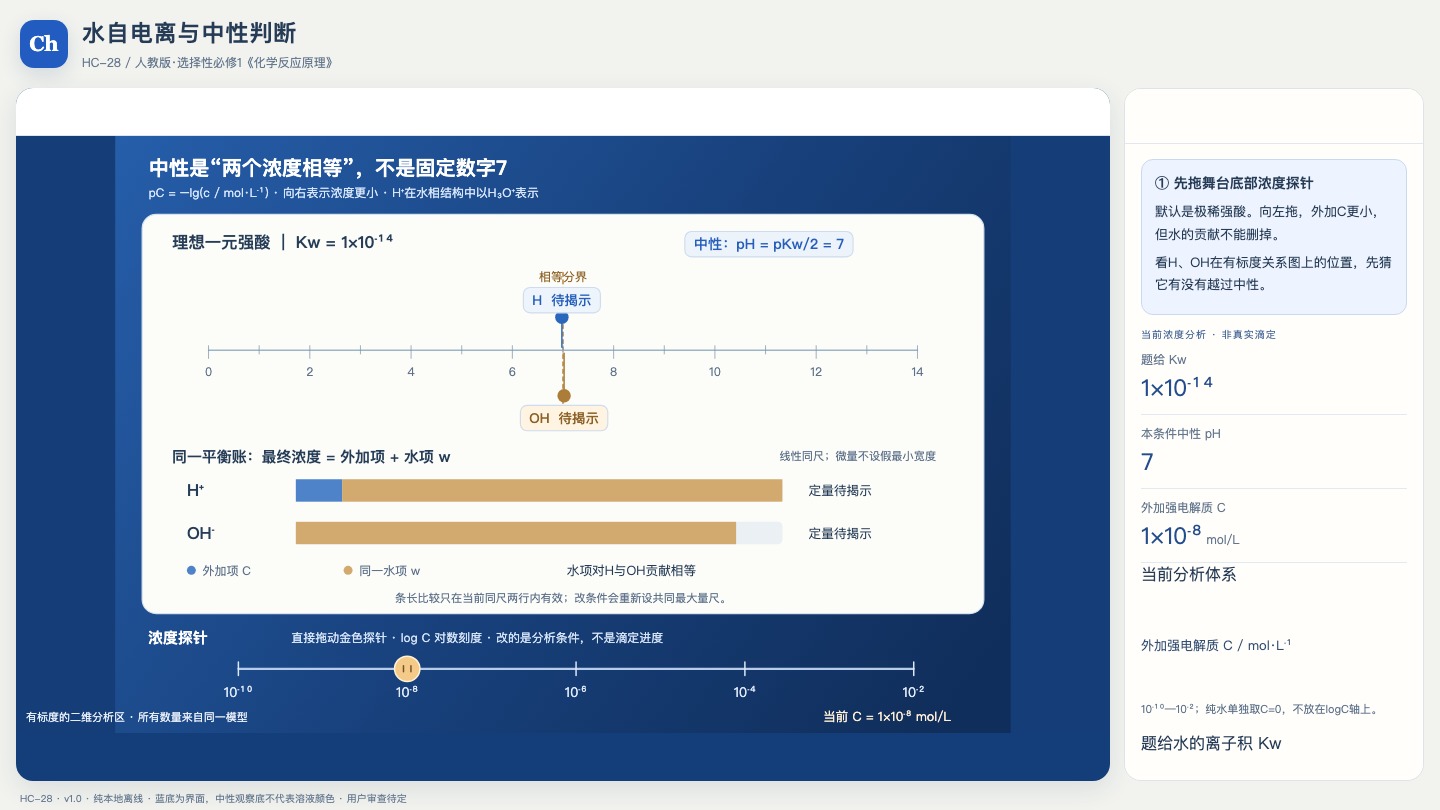 Ch
水自电离与中性判断
HC-28 / 人教版·选择性必修1《化学反应原理》
中性是“两个浓度相等”，不是固定数字7
pC = −lg(c / mol·L⁻¹) · 向右表示浓度更小 · H⁺在水相结构中以H₃O⁺表示
理想一元强酸 ｜ Kw = 1×10⁻¹⁴
中性：pH = pKw/2 = 7
相等分界
H 待揭示
0 2 4 6 8 10 12 14
OH 待揭示
同一平衡账：最终浓度 = 外加项 + 水项 w
线性同尺；微量不设假最小宽度
H⁺ 定量待揭示
OH⁻ 定量待揭示
外加项 C 同一水项 w 水项对H与OH贡献相等
条长比较只在当前同尺两行内有效；改条件会重新设共同最大量尺。
浓度探针 直接拖动金色探针 · log C 对数刻度 · 改的是分析条件，不是滴定进度
10⁻¹⁰ 10⁻⁸ 10⁻⁶ 10⁻⁴ 10⁻²
有标度的二维分析区 · 所有数量来自同一模型
当前 C = 1×10⁻⁸ mol/L
① 先拖舞台底部浓度探针
默认是极稀强酸。向左拖，外加C更小，
但水的贡献不能删掉。
看H、OH在有标度关系图上的位置，先猜
它有没有越过中性。
当前浓度分析 · 非真实滴定
题给 Kw
1×10⁻¹⁴
本条件中性 pH
7
外加强电解质 C
1×10⁻⁸ mol/L
当前分析体系
外加强电解质 C / mol·L⁻¹
10⁻¹⁰—10⁻²；纯水单独取C=0，不放在logC轴上。
题给水的离子积 Kw
HC-28 · v1.0 · 纯本地离线 · 蓝底为界面，中性观察底不代表溶液颜色 · 用户审查待定